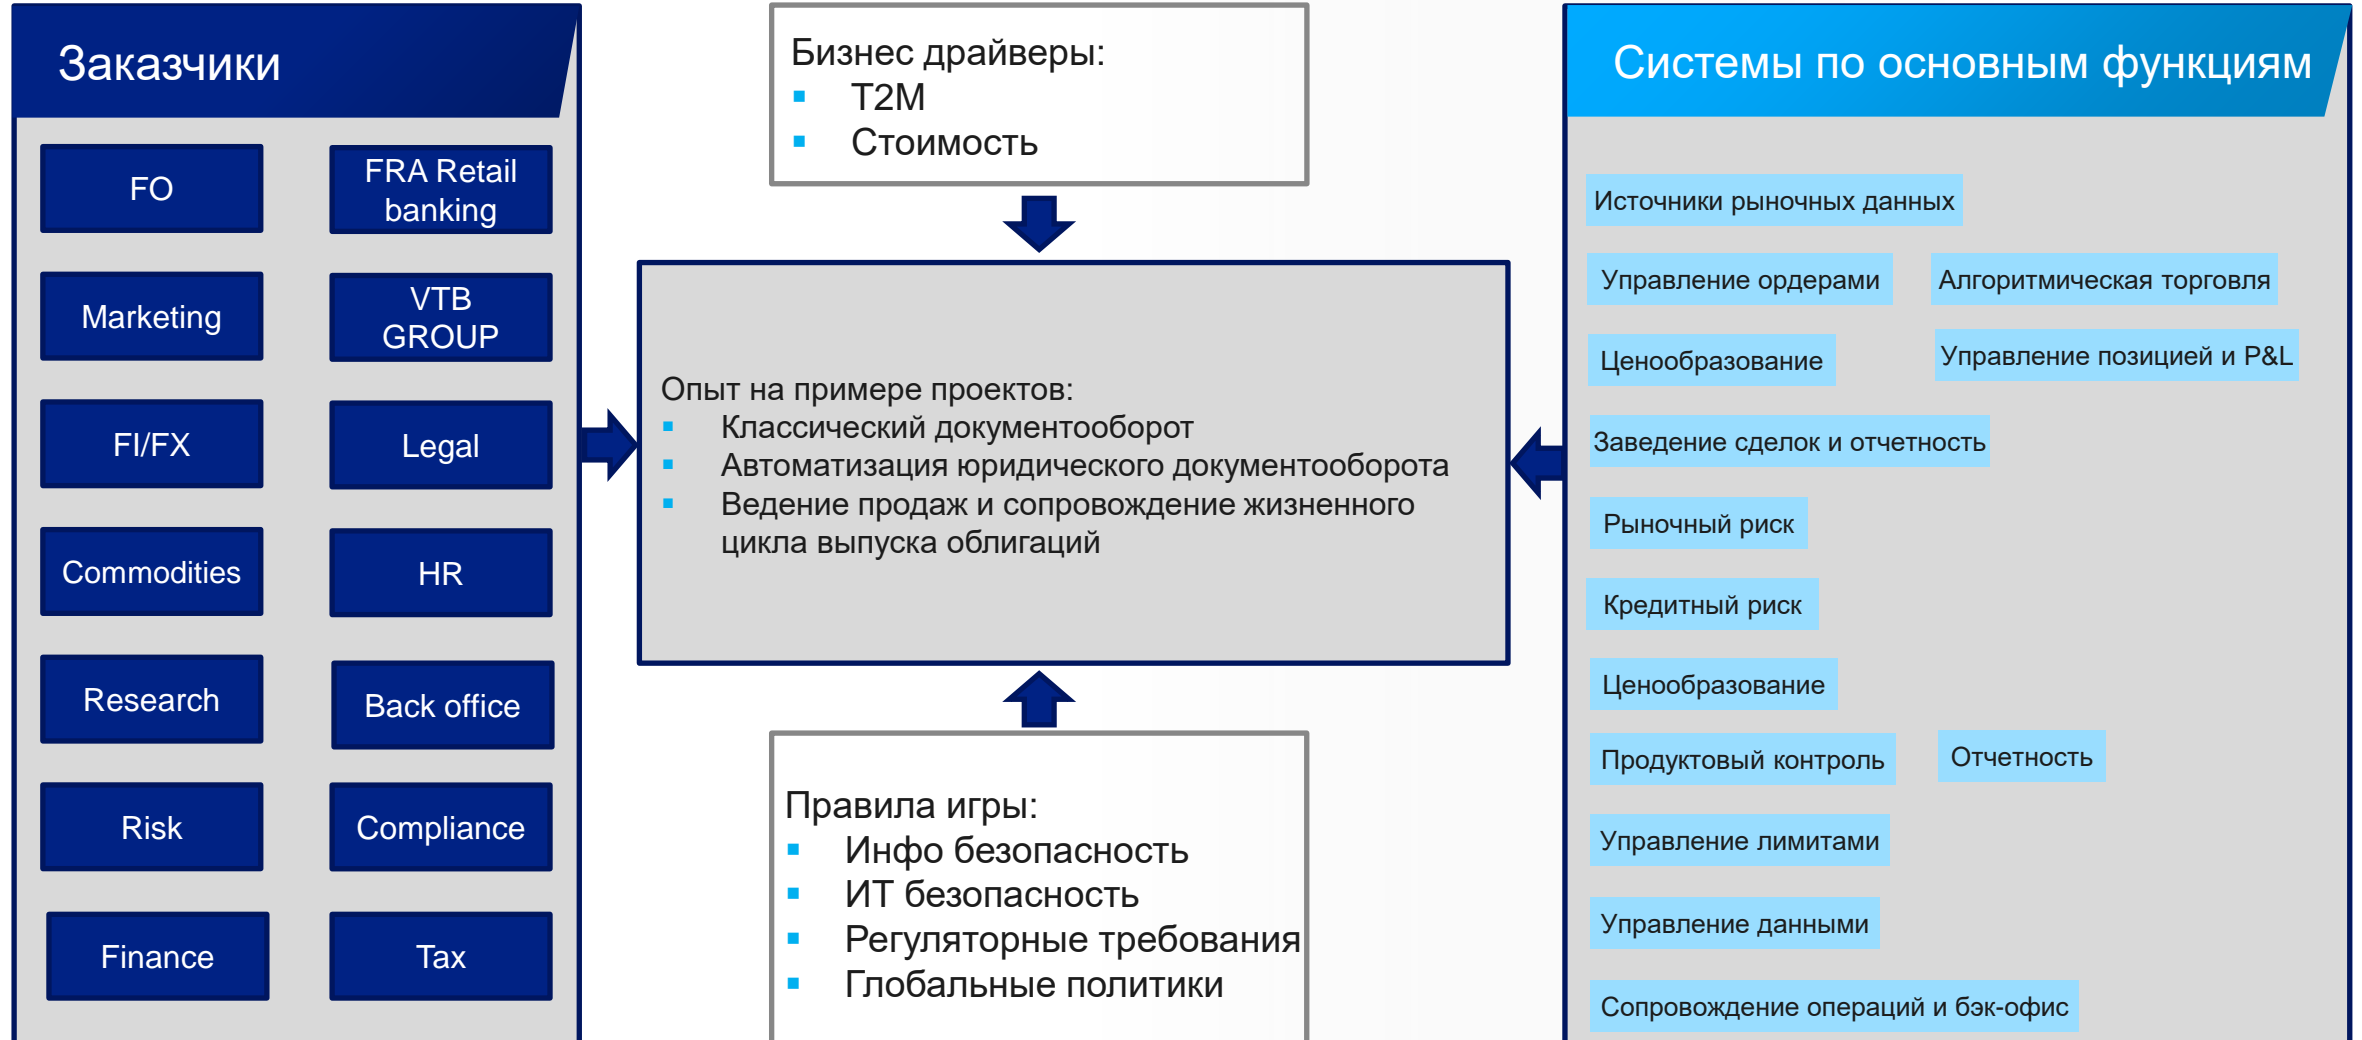 Заказчики
FO
FRA Retail
banking
Marketing
VTB
GROUP
FI/FX
Legal
Commodities
HR
Research
Back office
Risk
Compliance
Finance
Tax
Бизнес драйверы:
T2M
Стоимость
Опыт на примере проектов:
Классический документооборот
Автоматизация юридического документооборота
Ведение продаж и сопровождение жизненного
цикла выпуска облигаций
Правила игры:
Инфо безопасность
ИТ безопасность
Регуляторные требования
Глобальные политики
Системы по основным функциям
Источники рыночных данных
Управление ордерами
Алгоритмическая торговля
Ценообразование
Управление позицией и P&L
Заведение сделок и отчетность
Рыночный риск
Кредитный риск
Ценообразование
Продуктовый контроль
Отчетность
Управление лимитами
Управление данными
Сопровождение операций и бэк-офис